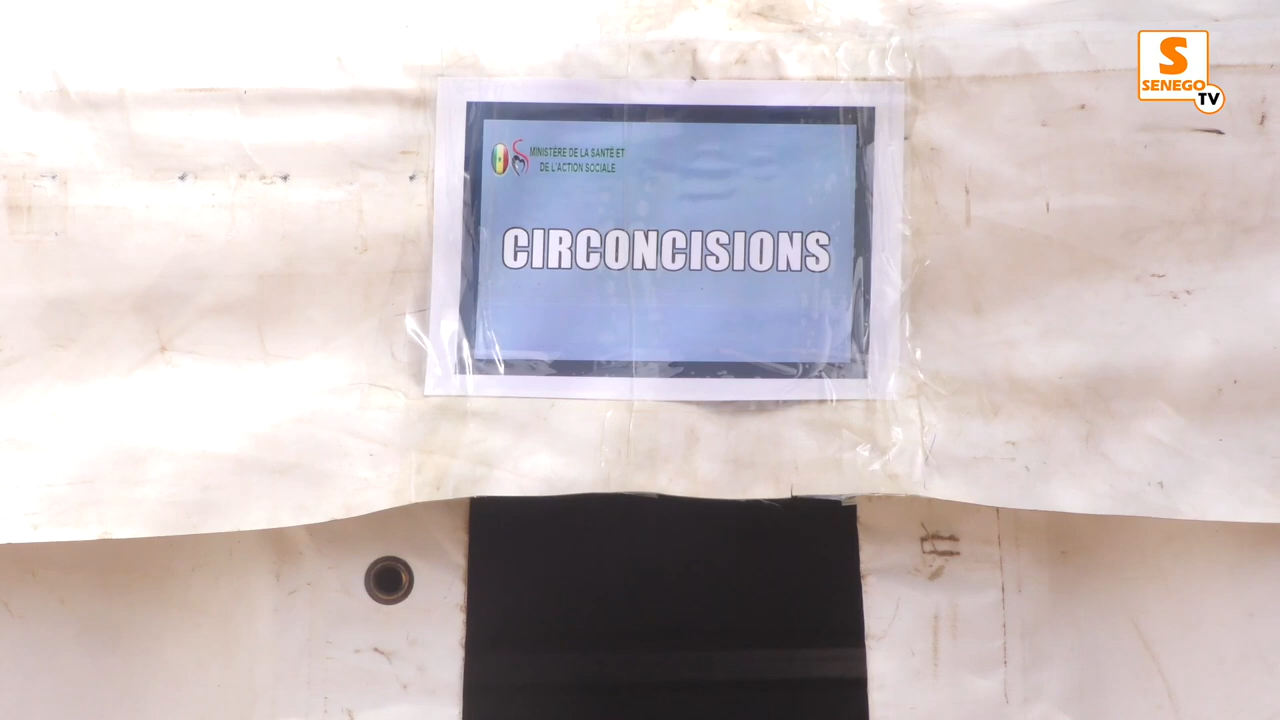 S
SENEGO
TV
MINISTÈRE DE LA SANTÉ ET
DE L'ACTION SOCIALE
CIRCONCISIONS